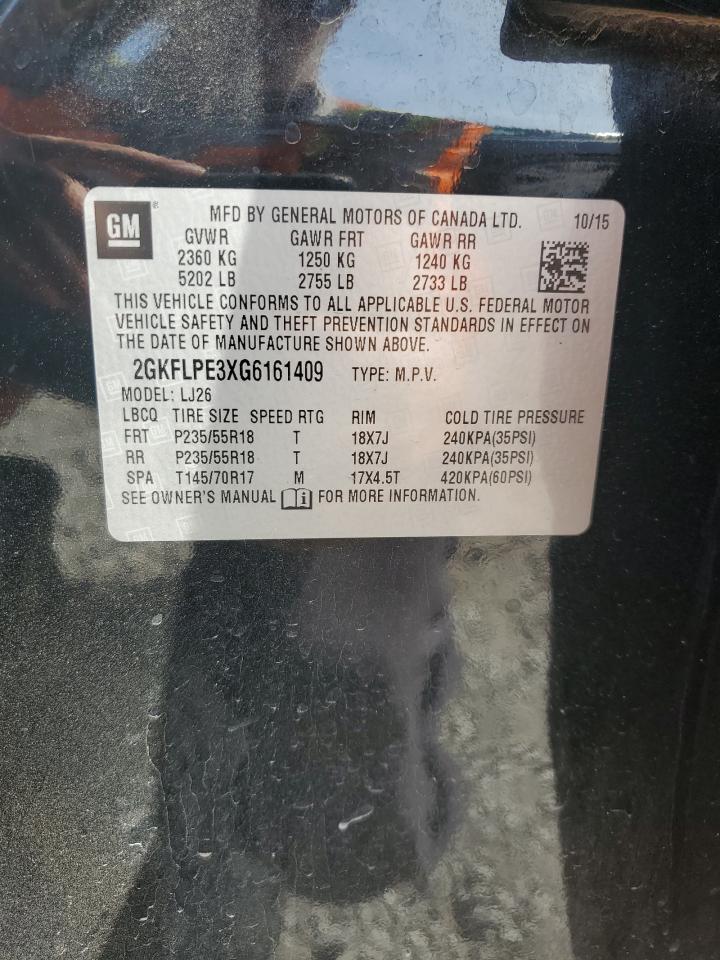 GM ® MFD BY GENERAL MOTORS OF CANADA LTD. 10/15
GVWR GAWR FRT GAWR RR
2360 KG 1250 KG 1240 KG
5202 LB 2755 LB 2733 LB
THIS VEHICLE CONFORMS TO ALL APPLICABLE U.S. FEDERAL MOTOR
VEHICLE SAFETY AND THEFT PREVENTION STANDARDS IN EFFECT ON
THE DATE OF MANUFACTURE SHOWN ABOVE.
2GKFLPE3XG6161409 TYPE: M.P.V.
MODEL: LJ26
LBCQ TIRE SIZE SPEED RTG RIM COLD TIRE PRESSURE
FRT P235/55R18 T 18X7J 240KPA(35PSI)
RR P235/55R18 T 18X7J 240KPA(35PSI)
SPA T145/70R17 M 17X4.5T 420KPA(60PSI)
SEE OWNER'S MANUAL i FOR MORE INFORMATION.